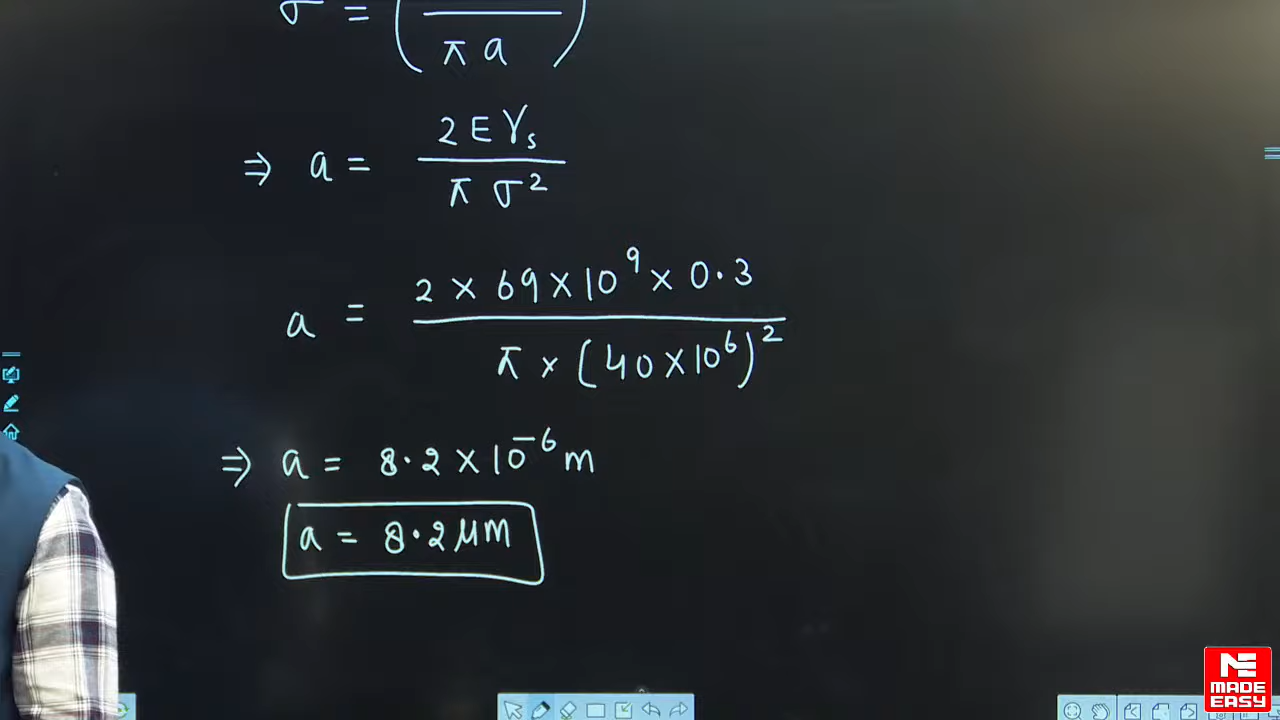 σ = ( / π a )
⇒ a = 2 E γs / π σ²
a = 2 × 69 × 10⁹ × 0.3 / π × (40 × 10⁶)²
⇒ a = 8.2 × 10⁻⁶ m
a = 8.2 μm
MADE
EASY